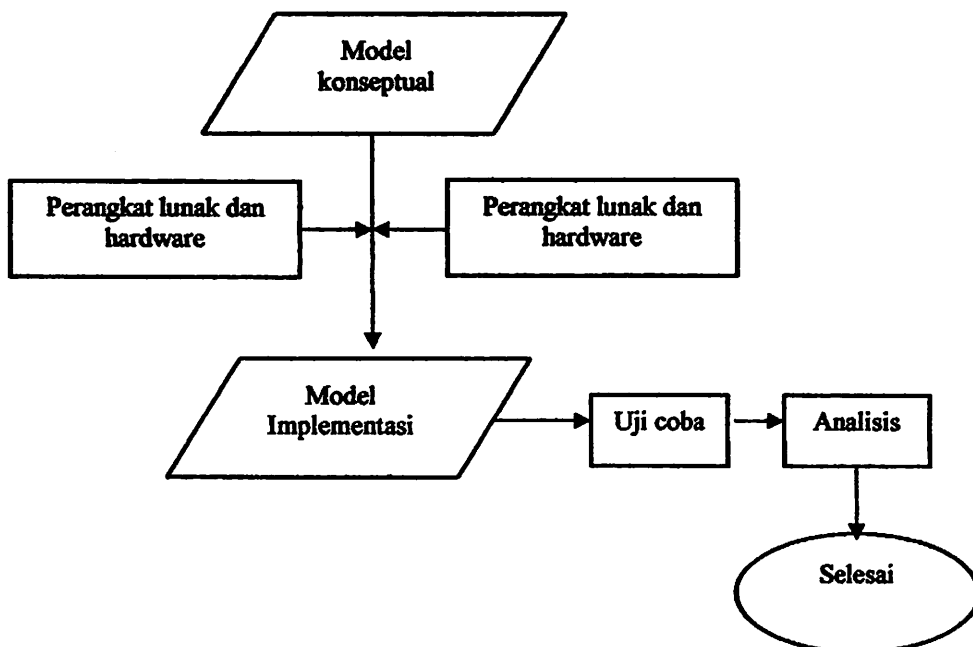 Model
konseptual
Perangkat lunak dan
hardware
Perangkat lunak dan
hardware
Model
Implementasi
Uji coba
Analisis
Selesai